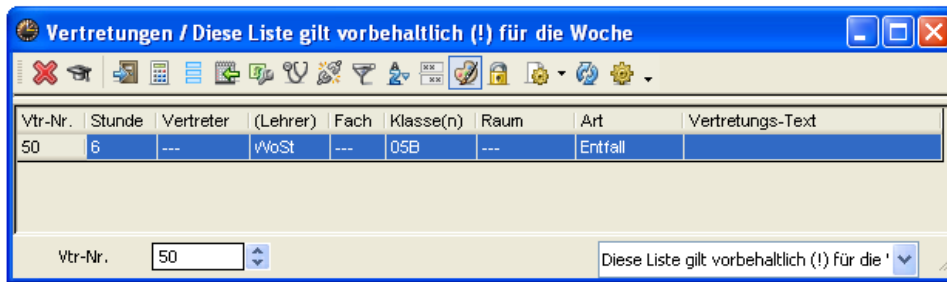 Vertretungen / Diese Liste gilt vorbehaltlich (!) für die Woche
Vtr-Nr. Stunde Vertreter (Lehrer) Fach Klasse(n) Raum Art Vertretungs-Text
50 6 --- WoSt --- 05B --- Entfall
Vtr-Nr. 50 Diese Liste gilt vorbehaltlich (!) für die '